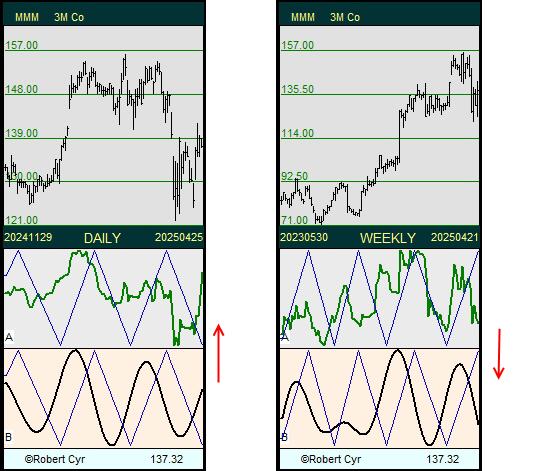 MMM 3M Co
157.00
148.00
139.00
130.00
121.00
20241129 DAILY 20250425
A
B
©Robert Cyr 137.32
MMM 3M Co
157.00
135.50
114.00
92.50
71.00
20230530 WEEKLY 20250421
A
B
©Robert Cyr 137.32